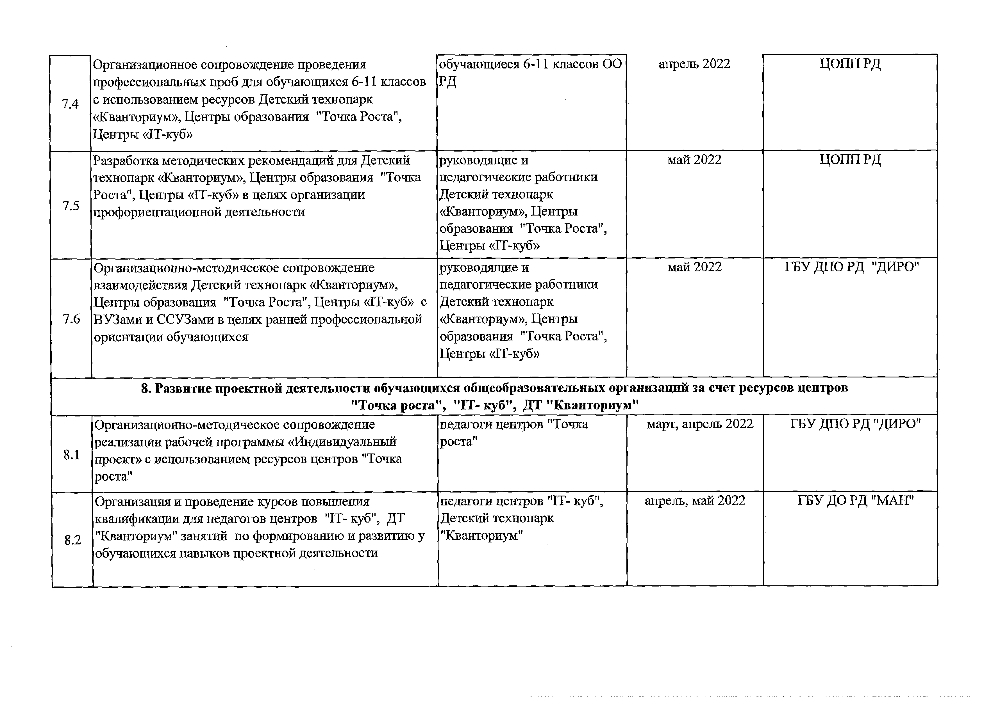 7.4
Организационное сопровождение проведения
профессиональных проб для обучающихся 6-11 классов
с использованием ресурсов Детский технопарк
«Кванториум», Центры образования "Точка Роста",
Центры «IT-куб»
обучающиеся 6-11 классов ОО
РД
апрель 2022
ЦОПП РД
7.5
Разработка методических рекомендаций для Детский
технопарк «Кванториум», Центры образования "Точка
Роста", Центры «IT-куб» в целях организации
профориентационной деятельности
руководящие и
педагогические работники
Детский технопарк
«Кванториум», Центры
образования "Точка Роста",
Центры «IT-куб»
май 2022
ЦОПП РД
7.6
Организационно-методическое сопровождение
взаимодействия Детский технопарк «Кванториум»,
Центры образования "Точка Роста", Центры «IT-куб» с
ВУЗами и ССУЗами в целях ранней профессиональной
ориентации обучающихся
руководящие и
педагогические работники
Детский технопарк
«Кванториум», Центры
образования "Точка Роста",
Центры «IT-куб»
май 2022
ГБУ ДПО РД "ДИРО"
8. Развитие проектной деятельности обучающихся общеобразовательных организаций за счет ресурсов центров
"Точка роста", "IT- куб", ДТ "Кванториум"
8.1
Организационно-методическое сопровождение
реализации рабочей программы «Индивидуальный
проект» с использованием ресурсов центров "Точка
роста"
педагоги центров "Точка
роста"
март, апрель 2022
ГБУ ДПО РД "ДИРО"
8.2
Организация и проведение курсов повышения
квалификации для педагогов центров "IT- куб", ДТ
"Кванториум" занятий по формированию и развитию у
обучающихся навыков проектной деятельности
педагоги центров "IT- куб",
Детский технопарк
"Кванториум"
апрель, май 2022
ГБУ ДО РД "МАН"